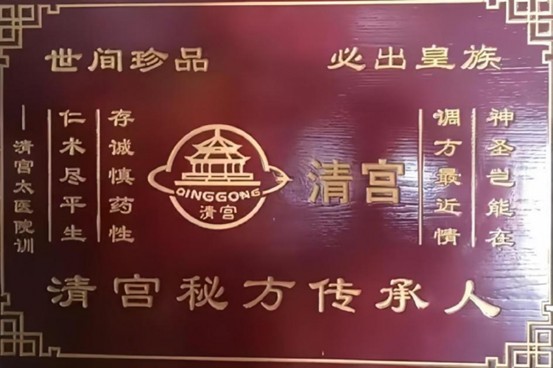 世间珍品 必出皇族
神圣岂能在
调方最近情
存诚慎药性
仁术尽平生
—清宫太医院训
QINGGONG
清宫
清宫
清宫秘方传承人